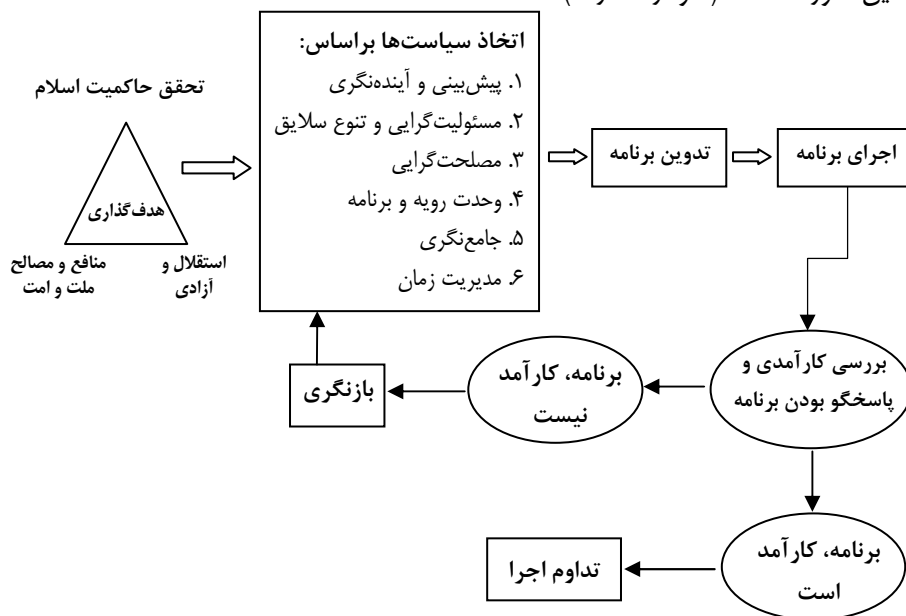 تحقق حاکمیت اسلام
هدف‌گذاری
منافع و مصالح
ملت و امت
استقلال و
آزادی
اتخاذ سیاست‌ها براساس:
۱. پیش‌بینی و آینده‌نگری
۲. مسئولیت‌گرایی و تنوع سلایق
۳. مصلحت‌گرایی
۴. وحدت رویه و برنامه
۵. جامع‌نگری
۶. مدیریت زمان
تدوین برنامه
اجرای برنامه
بررسی کارآمدی و
پاسخگو بودن برنامه
برنامه، کارآمد
نیست
بازنگری
برنامه، کارآمد
است
تداوم اجرا